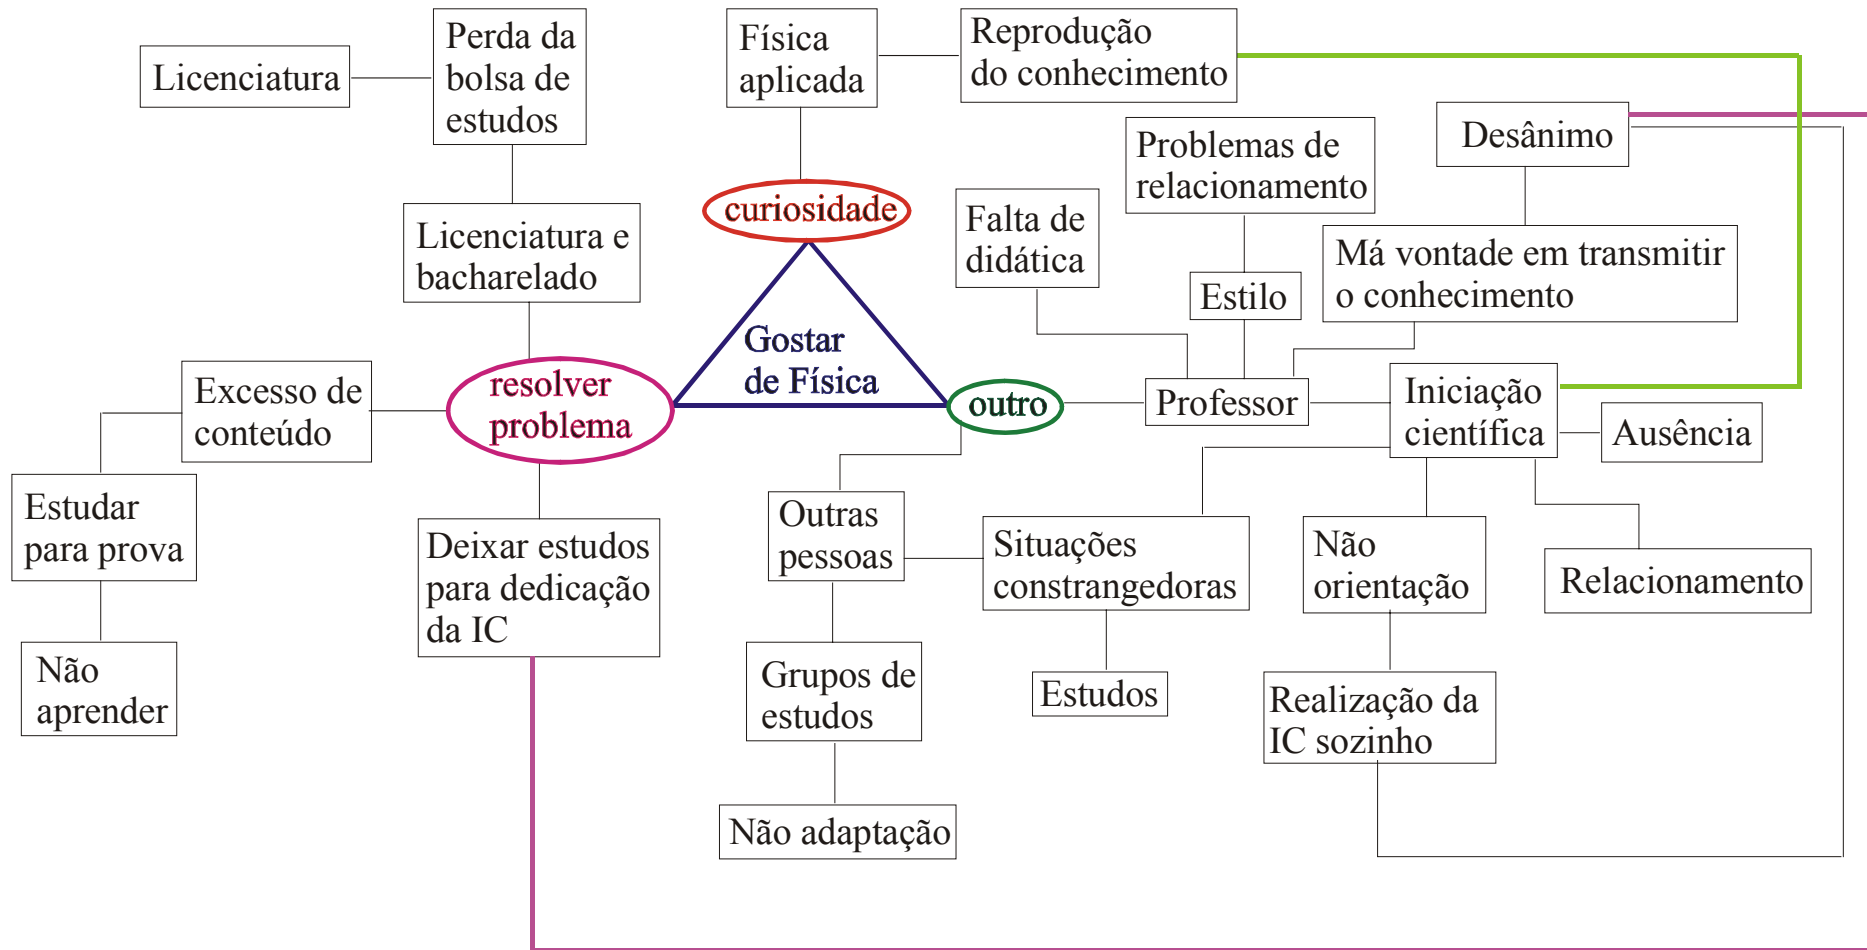 Licenciatura
Perda da
bolsa de
estudos
Física
aplicada
Reprodução
do conhecimento
Desânimo
Problemas de
relacionamento
curiosidade
Falta de
didática
Licenciatura e
bacharelado
Má vontade em transmitir
o conhecimento
Estilo
Gostar
de Física
Excesso de
conteúdo
resolver
problema
outro
Professor
Iniciação
científica
Ausência
Estudar
para prova
Deixar estudos
para dedicação
da IC
Outras
pessoas
Situações
constrangedoras
Não
orientação
Relacionamento
Não
aprender
Grupos de
estudos
Estudos
Realização da
IC sozinho
Não adaptação